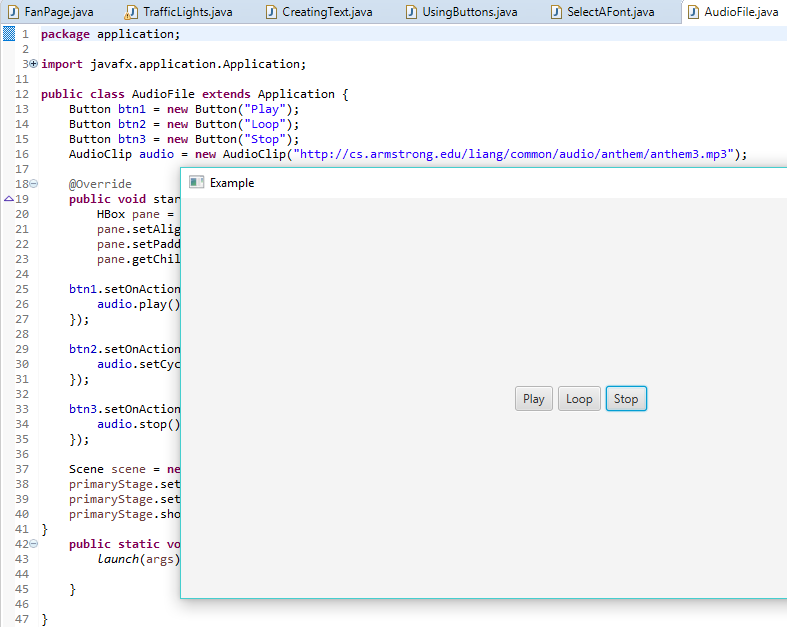 FanPage.java TrafficLights.java CreatingText.java UsingButtons.java SelectAFont.java AudioFile.java
1 package application;
2
3 import javafx.application.Application;
11
12 public class AudioFile extends Application {
13 Button btn1 = new Button("Play");
14 Button btn2 = new Button("Loop");
15 Button btn3 = new Button("Stop");
16 AudioClip audio = new AudioClip("http://cs.armstrong.edu/liang/common/audio/anthem/anthem3.mp3");
17
18 @Override
19 public void star
20 HBox pane =
21 pane.setAlig
22 pane.setPadd
23 pane.getChil
24
25 btn1.setOnAction
26 audio.play()
27 });
28
29 btn2.setOnAction
30 audio.setCyc
31 });
32
33 btn3.setOnAction
34 audio.stop()
35 });
36
37 Scene scene = ne
38 primaryStage.set
39 primaryStage.set
40 primaryStage.sho
41 }
42 public static vo
43 launch(args)
44
45 }
46
47 }
Example
Play Loop Stop